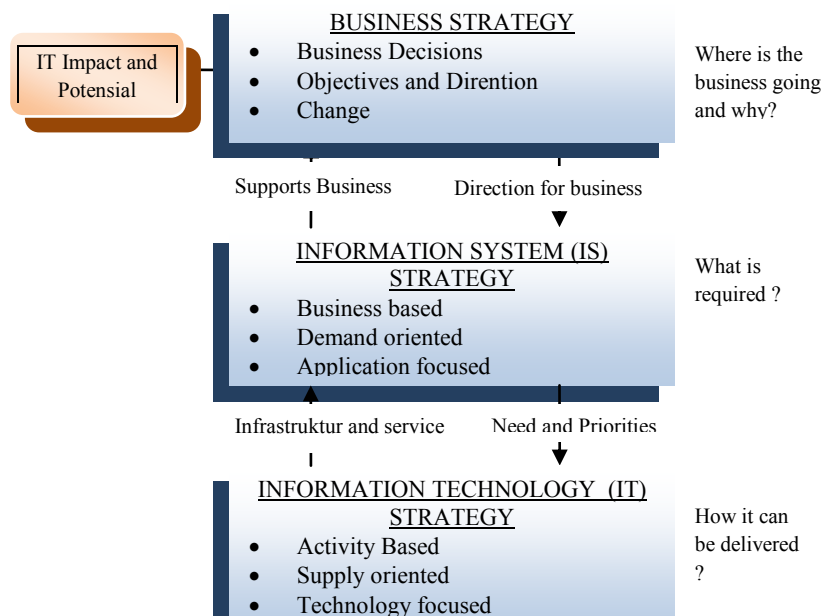 IT Impact and
Potensial
BUSINESS STRATEGY
• Business Decisions
• Objectives and Dirention
• Change
Where is the
business going
and why?
Supports Business
Direction for business
INFORMATION SYSTEM (IS)
STRATEGY
• Business based
• Demand oriented
• Application focused
What is
required ?
Infrastruktur and service
Need and Priorities
INFORMATION TECHNOLOGY (IT)
STRATEGY
• Activity Based
• Supply oriented
• Technology focused
How it can
be delivered
?